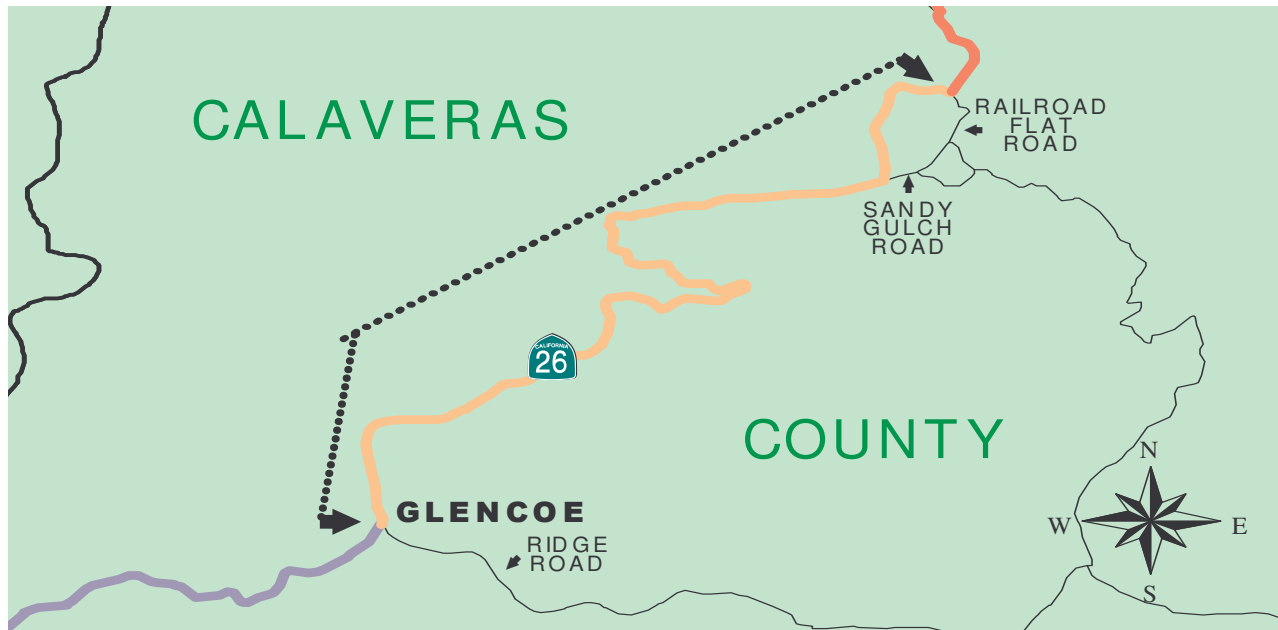 CALAVERAS
RAILROAD
FLAT
ROAD
SANDY
GULCH
ROAD
CALIFORNIA
26
COUNTY
N
W
E
S
GLENCOE
RIDGE
ROAD